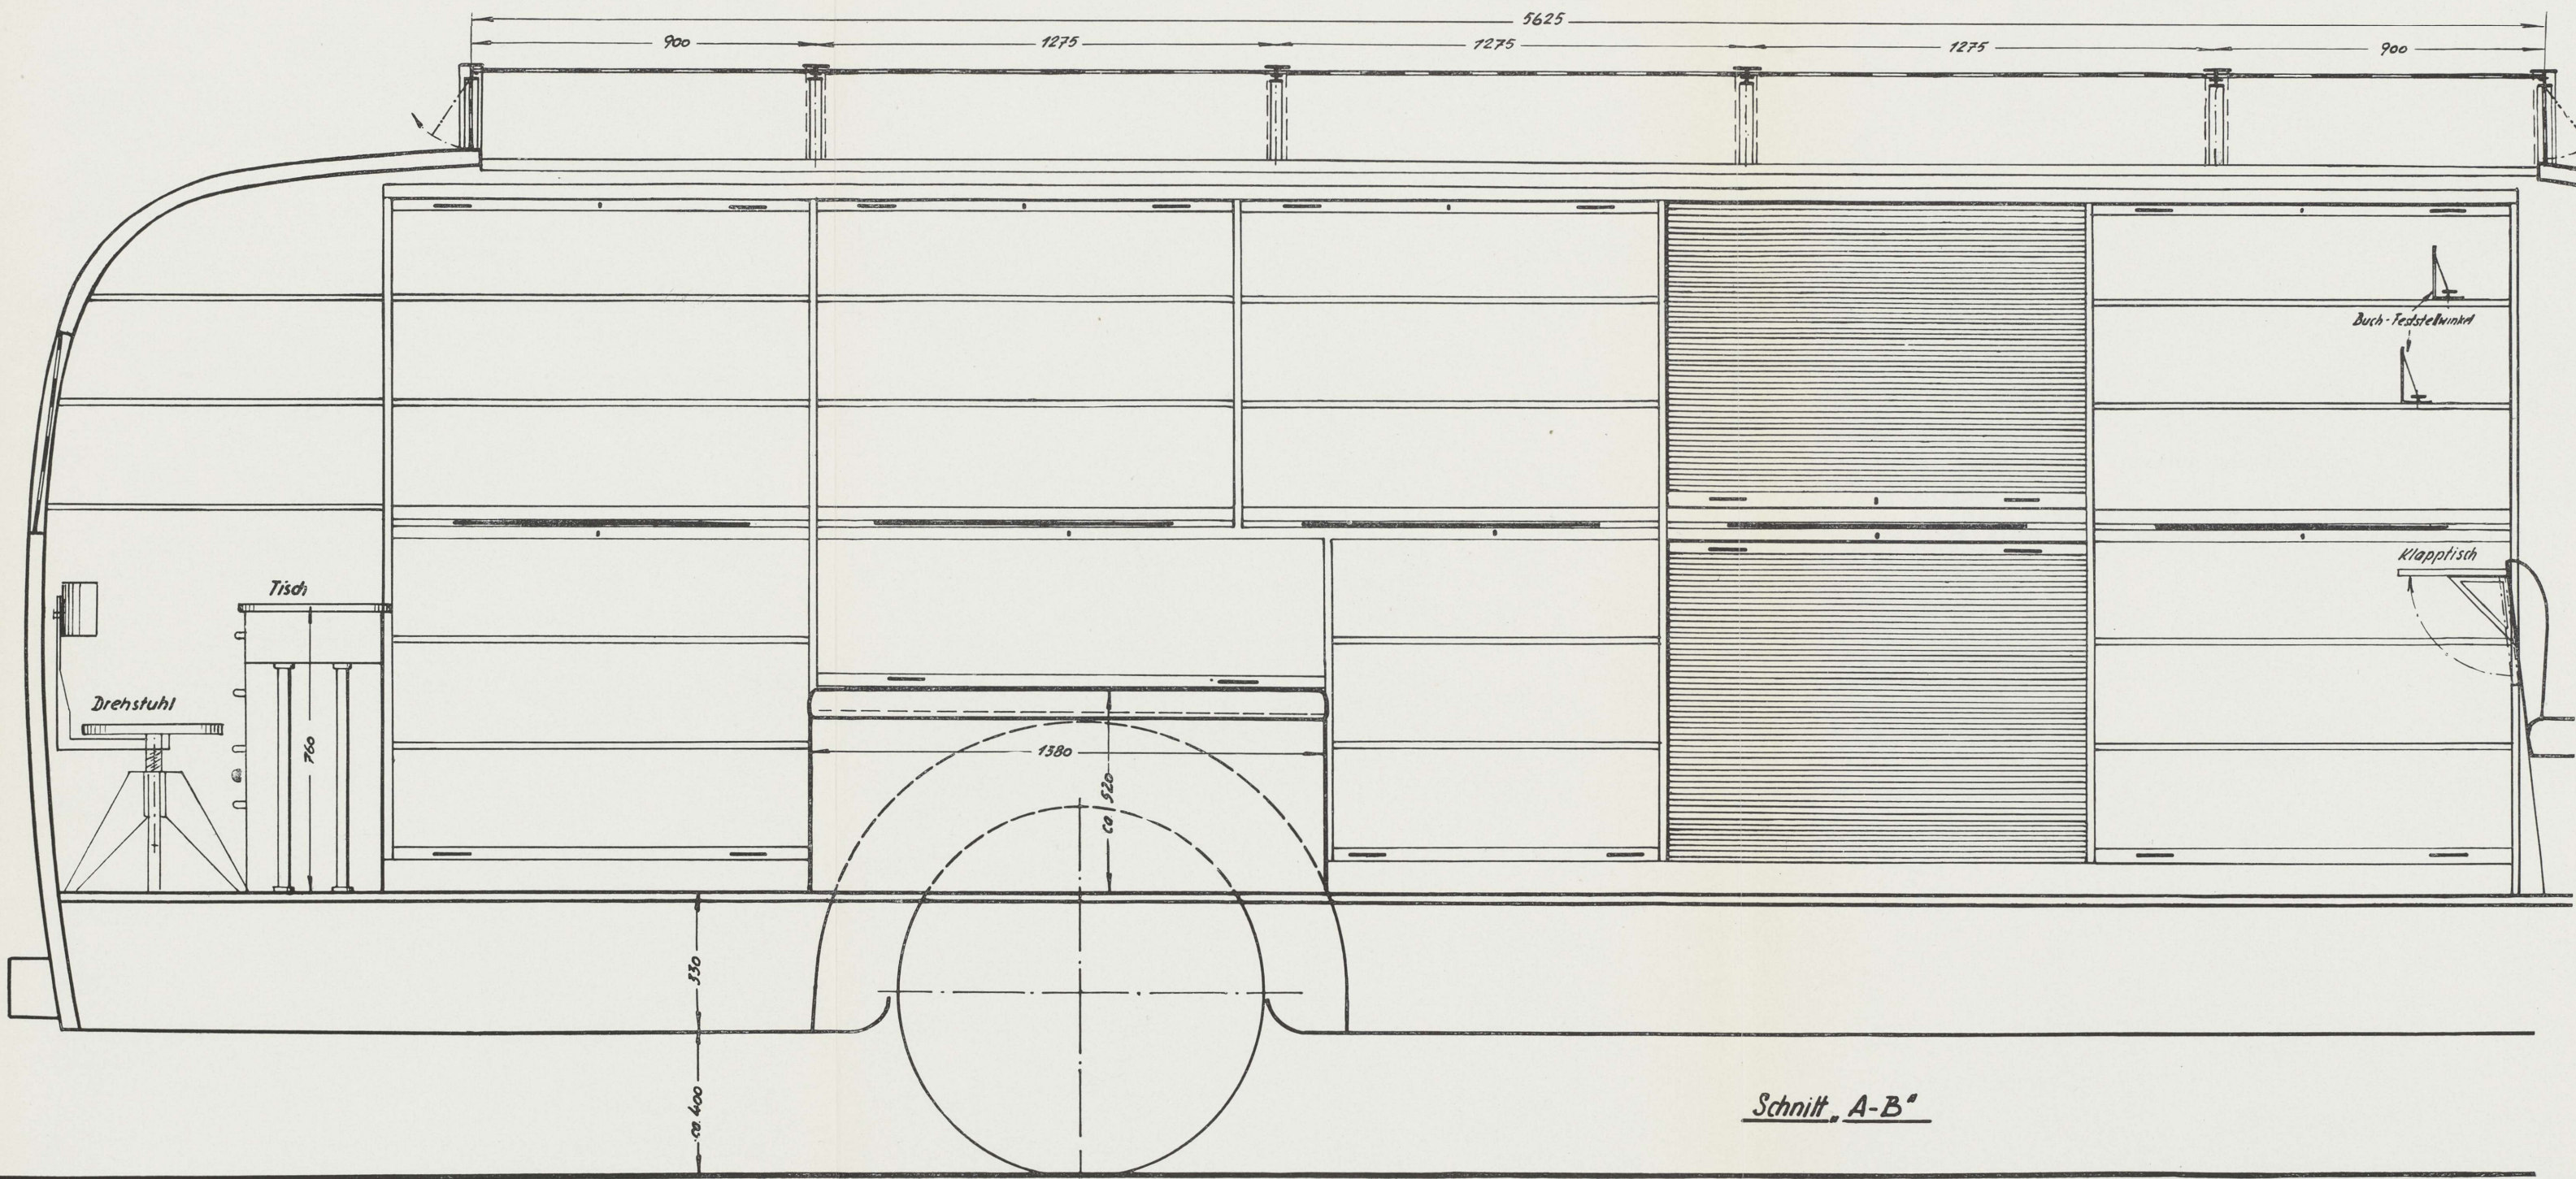 5625
900
1275
1275
1275
900
Buch-Feststellwinkel
Klapptisch
Tisch
Drehstuhl
760
1380
ca. 520
330
ca. 400
Schnitt „A-B"